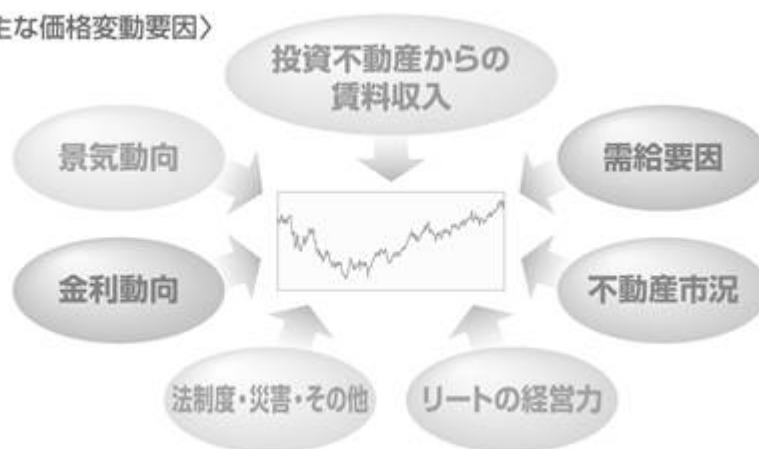 主な価格変動要因〉
投資不動産からの
賃料収入
景気動向
需給要因
金利動向
不動産市況
法制度・災害・その他
リートの経営力